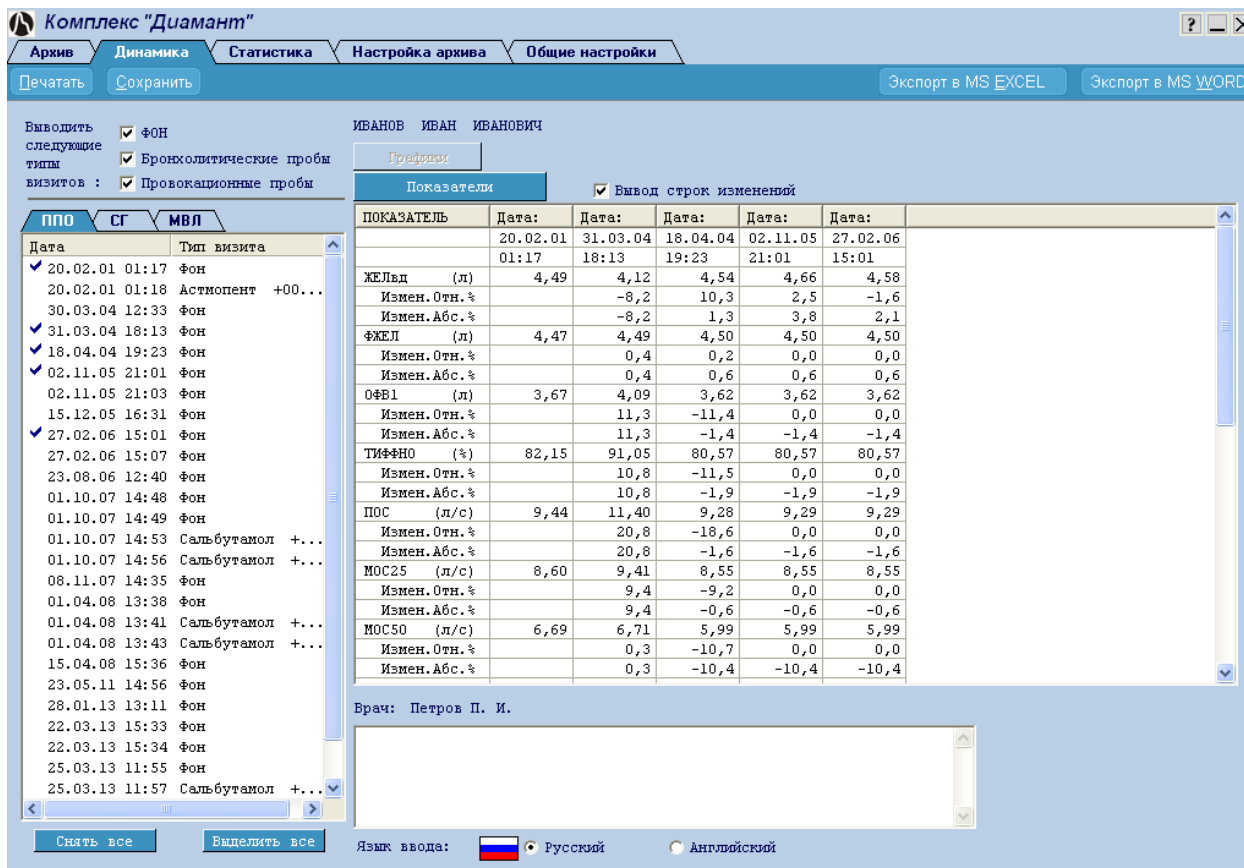 Комплекс "Диамант"
Архив Динамика Статистика Настройка архива Общие настройки
Печатать Сохранить Экспорт в MS EXCEL Экспорт в MS WORD
Выводить следующие типы визитов :
ФОН
Бронхолитические пробы
Провокационные пробы
ИВАНОВ ИВАН ИВАНОВИЧ
Графики
Показатели
Вывод строк изменений
ППО СГ МВЛ
Дата Тип визита
20.02.01 01:17 Фон
20.02.01 01:18 Астмопент +00...
30.03.04 12:33 Фон
31.03.04 18:13 Фон
18.04.04 19:23 Фон
02.11.05 21:01 Фон
02.11.05 21:03 Фон
15.12.05 16:31 Фон
27.02.06 15:01 Фон
27.02.06 15:07 Фон
23.08.06 12:40 Фон
01.10.07 14:48 Фон
01.10.07 14:49 Фон
01.10.07 14:53 Сальбутамол +...
01.10.07 14:56 Сальбутамол +...
08.11.07 14:35 Фон
01.04.08 13:38 Фон
01.04.08 13:41 Сальбутамол +...
01.04.08 13:43 Сальбутамол +...
15.04.08 15:36 Фон
23.05.11 14:56 Фон
28.01.13 13:11 Фон
22.03.13 15:33 Фон
22.03.13 15:34 Фон
25.03.13 11:55 Фон
25.03.13 11:57 Сальбутамол +...
Снять все Выделить все
ПОКАЗАТЕЛЬ Дата: Дата: Дата: Дата: Дата:
20.02.01 31.03.04 18.04.04 02.11.05 27.02.06
01:17 18:13 19:23 21:01 15:01
ЖЕЛвд (л) 4,49 4,12 4,54 4,66 4,58
Измен.Отн.% -8,2 10,3 2,5 -1,6
Измен.Абс.% -8,2 1,3 3,8 2,1
ФЖЕЛ (л) 4,47 4,49 4,50 4,50 4,50
Измен.Отн.% 0,4 0,2 0,0 0,0
Измен.Абс.% 0,4 0,6 0,6 0,6
ОФВ1 (л) 3,67 4,09 3,62 3,62 3,62
Измен.Отн.% 11,3 -11,4 0,0 0,0
Измен.Абс.% 11,3 -1,4 -1,4 -1,4
ТИФФНО (%) 82,15 91,05 80,57 80,57 80,57
Измен.Отн.% 10,8 -11,5 0,0 0,0
Измен.Абс.% 10,8 -1,9 -1,9 -1,9
ПОС (л/с) 9,44 11,40 9,28 9,29 9,29
Измен.Отн.% 20,8 -18,6 0,0 0,0
Измен.Абс.% 20,8 -1,6 -1,6 -1,6
МОС25 (л/с) 8,60 9,41 8,55 8,55 8,55
Измен.Отн.% 9,4 -9,2 0,0 0,0
Измен.Абс.% 9,4 -0,6 -0,6 -0,6
МОС50 (л/с) 6,69 6,71 5,99 5,99 5,99
Измен.Отн.% 0,3 -10,7 0,0 0,0
Измен.Абс.% 0,3 -10,4 -10,4 -10,4
Врач: Петров П. И.
Язык ввода: Русский Английский